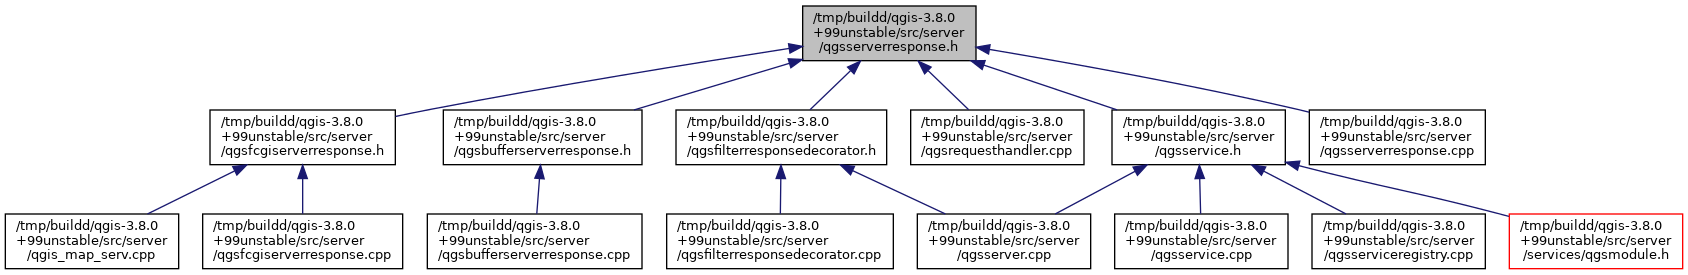 /tmp/buildd/qgis-3.8.0
+99unstable/src/server
/qgsserverresponse.h
/tmp/buildd/qgis-3.8.0
+99unstable/src/server
/qgsfcgiserverresponse.h
/tmp/buildd/qgis-3.8.0
+99unstable/src/server
/qgsbufferserverresponse.h
/tmp/buildd/qgis-3.8.0
+99unstable/src/server
/qgsfilterresponsedecorator.h
/tmp/buildd/qgis-3.8.0
+99unstable/src/server
/qgsrequesthandler.cpp
/tmp/buildd/qgis-3.8.0
+99unstable/src/server
/qgsservice.h
/tmp/buildd/qgis-3.8.0
+99unstable/src/server
/qgsserverresponse.cpp
/tmp/buildd/qgis-3.8.0
+99unstable/src/server
/qgis_map_serv.cpp
/tmp/buildd/qgis-3.8.0
+99unstable/src/server
/qgsfcgiserverresponse.cpp
/tmp/buildd/qgis-3.8.0
+99unstable/src/server
/qgsbufferserverresponse.cpp
/tmp/buildd/qgis-3.8.0
+99unstable/src/server
/qgsfilterresponsedecorator.cpp
/tmp/buildd/qgis-3.8.0
+99unstable/src/server
/qgsserver.cpp
/tmp/buildd/qgis-3.8.0
+99unstable/src/server
/qgsservice.cpp
/tmp/buildd/qgis-3.8.0
+99unstable/src/server
/qgsserviceregistry.cpp
/tmp/buildd/qgis-3.8.0
+99unstable/src/server
/services/qgsmodule.h